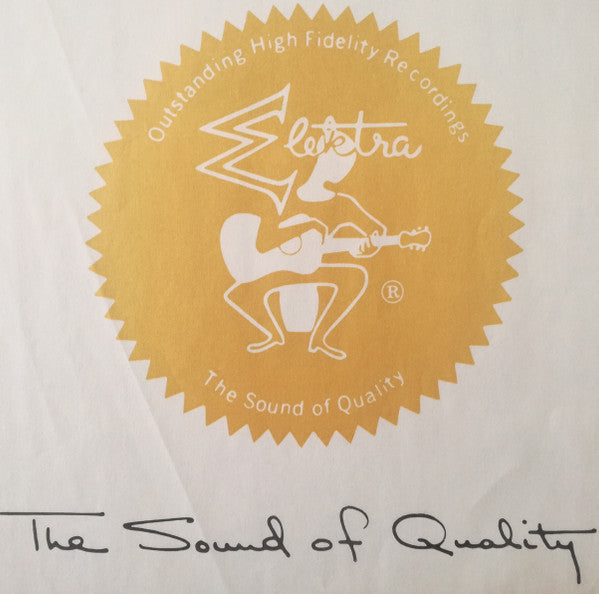 Outstanding High Fidelity Recordings
Elektra
®
The Sound of Quality
The Sound of Quality